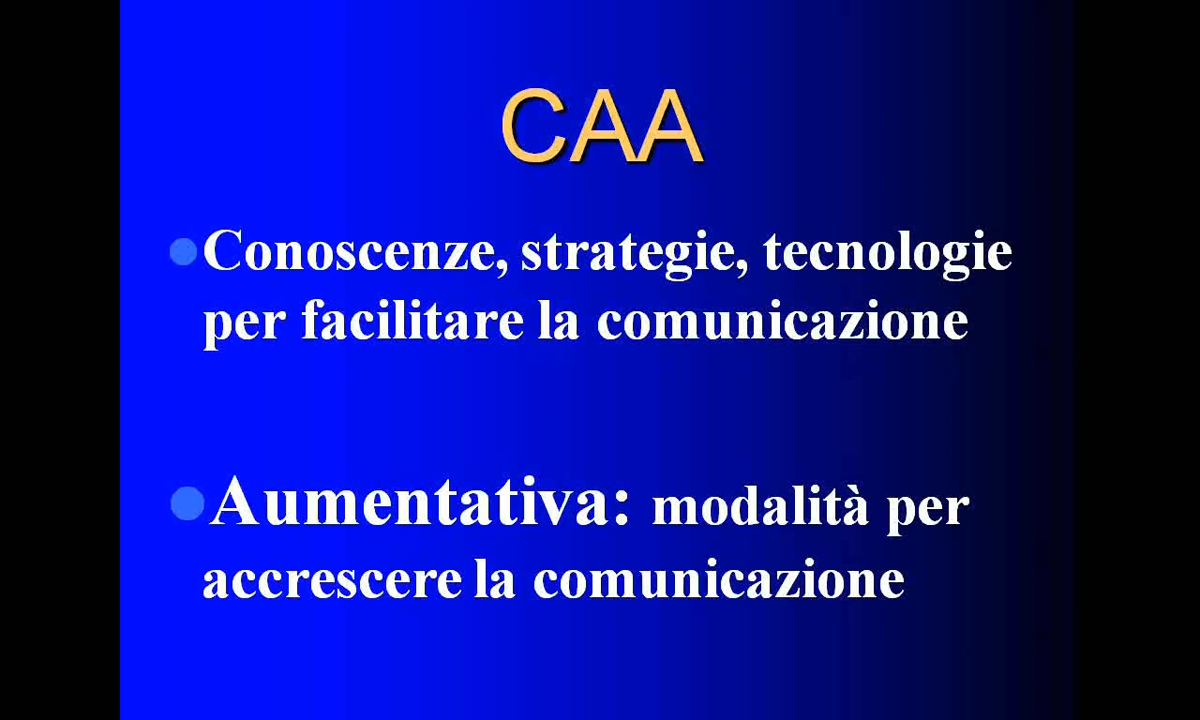 CAA
Conoscenze, strategie, tecnologie
per facilitare la comunicazione
Aumentativa: modalità per
accrescere la comunicazione